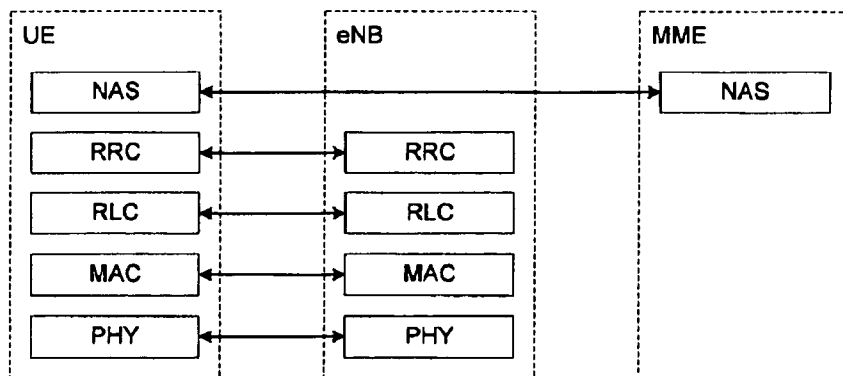 UE eNB MME
NAS NAS
RRC RRC
RLC RLC
MAC MAC
PHY PHY